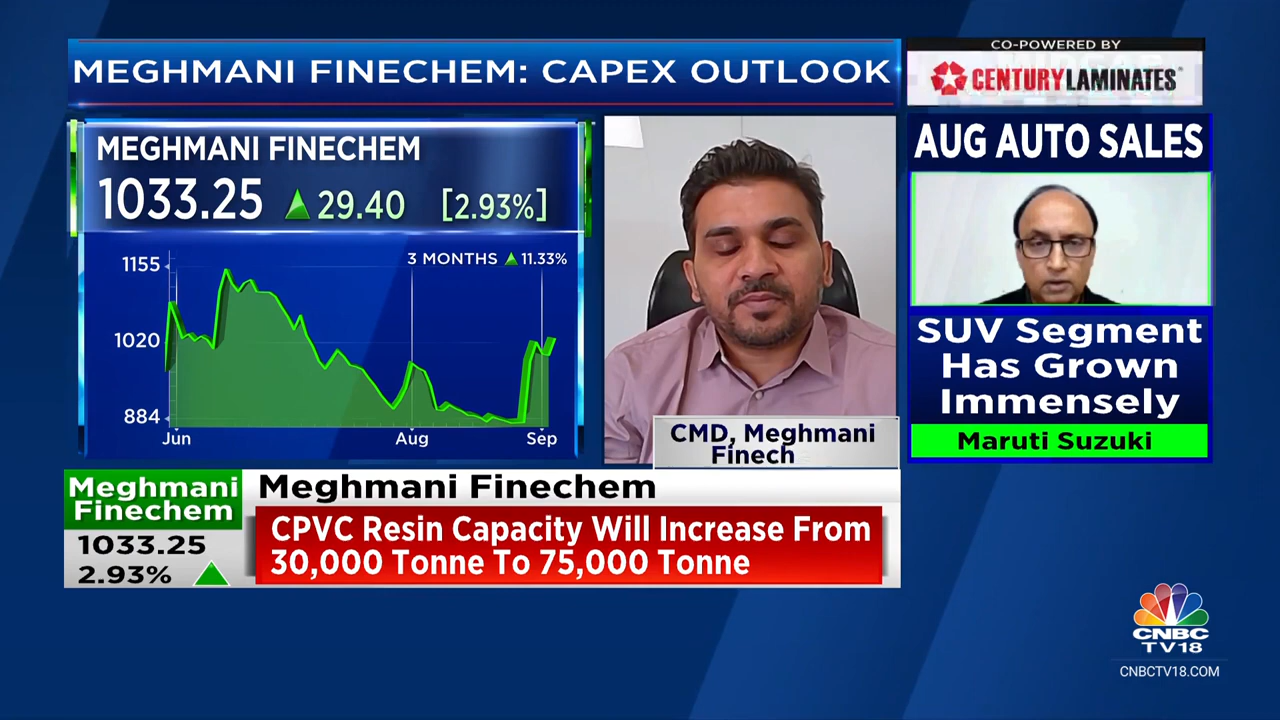 MEGHMANI FINECHEM: CAPEX OUTLOOK
CO-POWERED BY
CENTURYLAMINATES®
MEGHMANI FINECHEM
1033.25 ▲ 29.40 [2.93%]
3 MONTHS ▲ 11.33%
1155
1020
884
Jun Aug Sep
CMD, Meghmani
Finech
AUG AUTO SALES
SUV Segment
Has Grown
Immensely
Maruti Suzuki
Meghmani
Finechem
1033.25
2.93%
Meghmani Finechem
CPVC Resin Capacity Will Increase From
30,000 Tonne To 75,000 Tonne
CNBC
TV18
CNBCTV18.COM